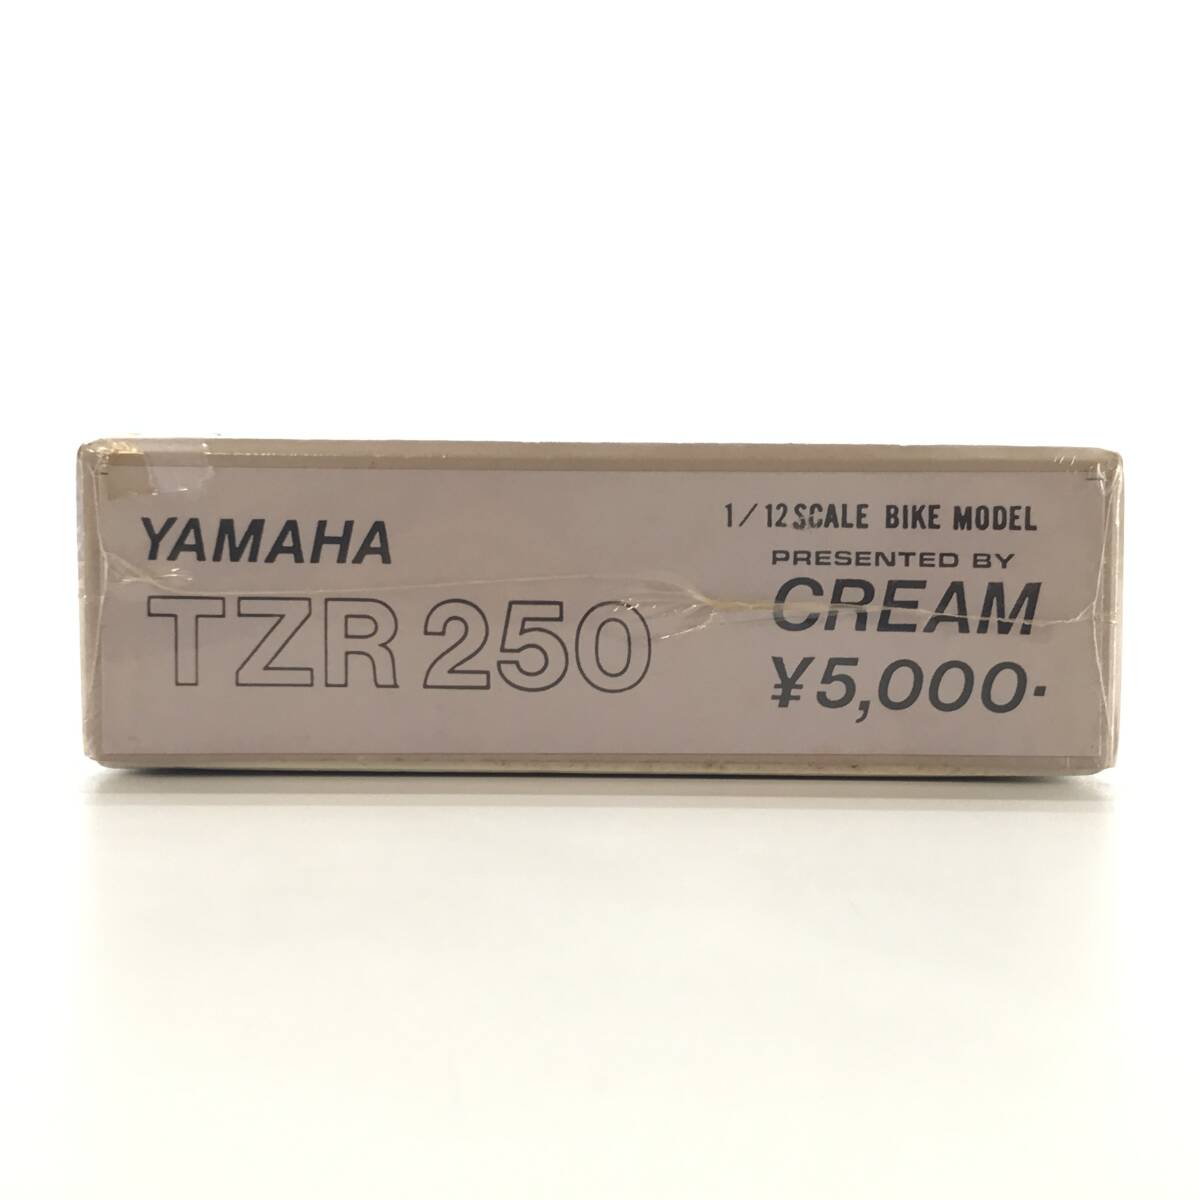 YAMAHA
TZR 250
1/12 SCALE BIKE MODEL
PRESENTED BY
CREAM
¥5,000-